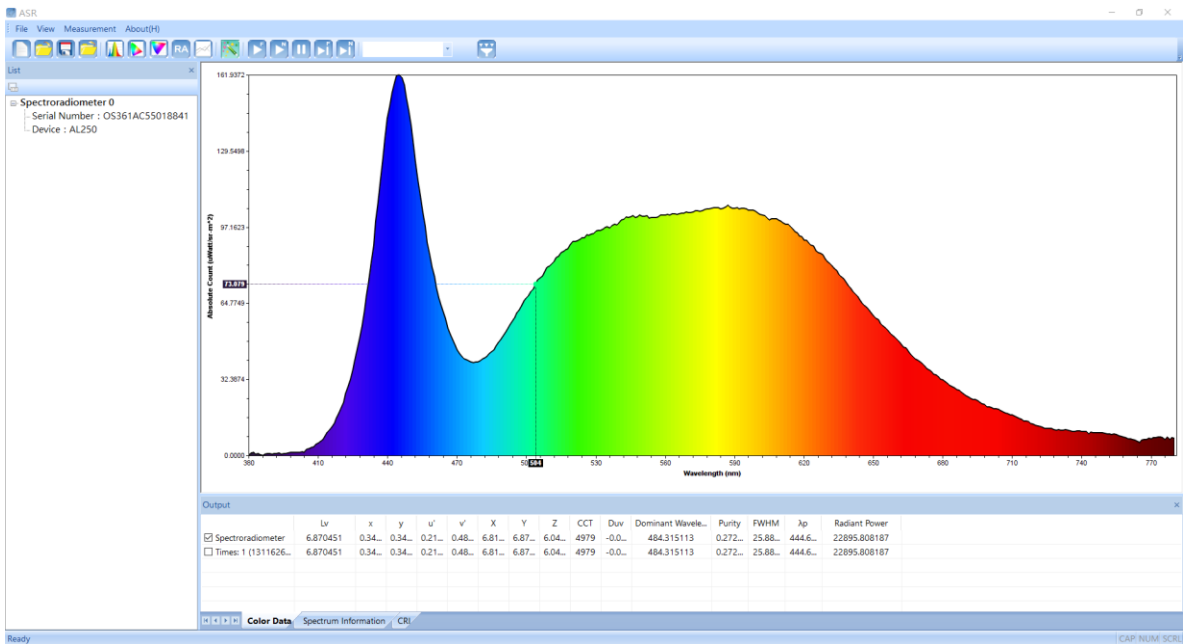 ASR
File View Measurement About(H)
RA
List
Spectroradiometer 0
Serial Number : OS361AC55018841
Device : AL250
161.9372
129.5498
97.1623
73.079
64.7749
32.3874
0.0000
Absolute Count (uWatt/sr·m^2)
380 410 440 470 504 530 560 590 620 650 680 710 740 770
Wavelength (nm)
Output
Lv x y u' v' X Y Z CCT Duv Dominant Wavele... Purity FWHM λp Radiant Power
Spectroradiometer 6.870451 0.34... 0.34... 0.21... 0.48... 6.81... 6.87... 6.04... 4979 -0.0... 484.315113 0.272... 25.88... 444.6... 22895.808187
Times: 1 (1311626... 6.870451 0.34... 0.34... 0.21... 0.48... 6.81... 6.87... 6.04... 4979 -0.0... 484.315113 0.272... 25.88... 444.6... 22895.808187
Color Data Spectrum Information CRI
Ready
CAP NUM SCRL